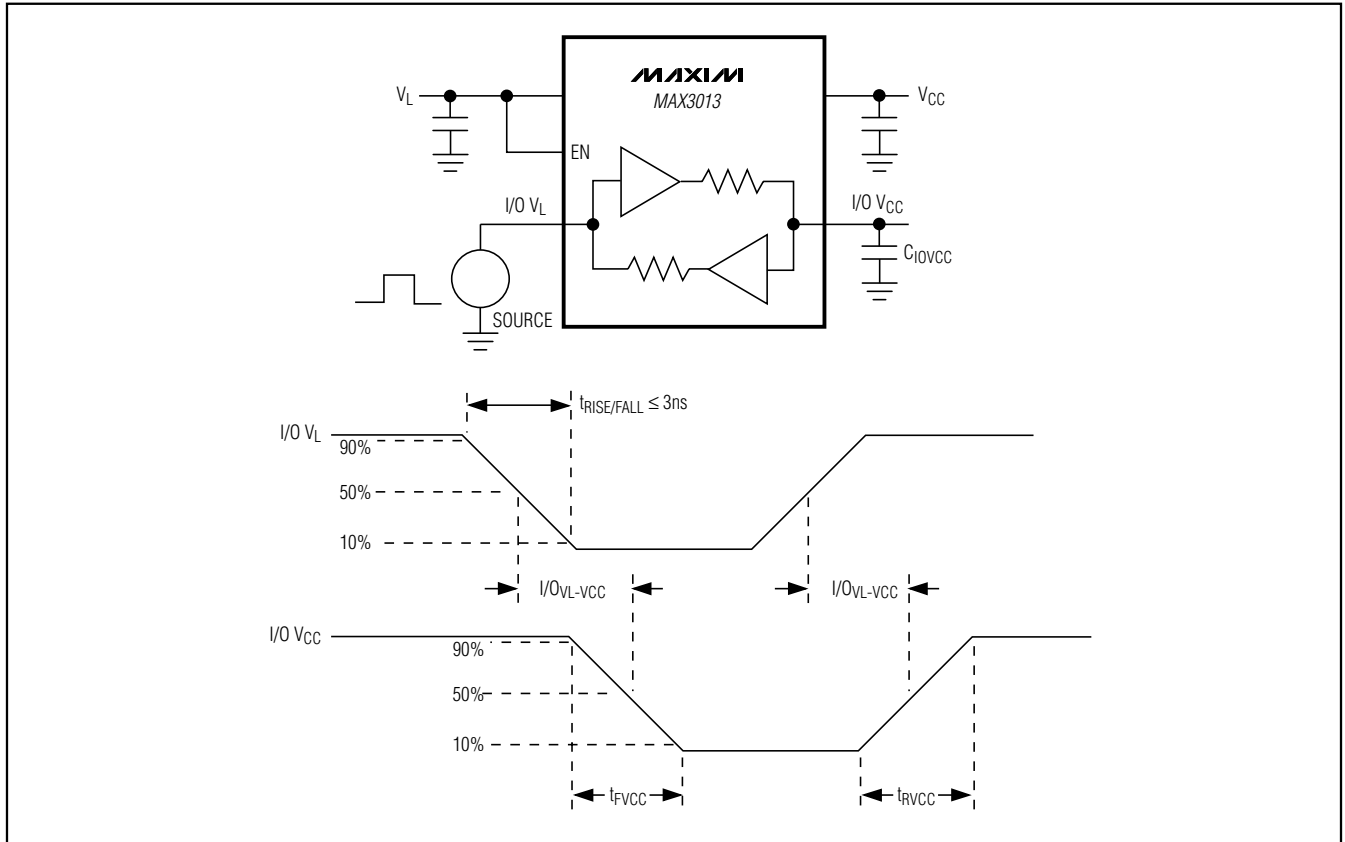 MAXIM
MAX3013
VL
VCC
EN
I/O VL
I/O VCC
CIOVCC
SOURCE
tRISE/FALL ≤ 3ns
I/O VL
90%
50%
10%
I/OVL-VCC
I/OVL-VCC
I/O VCC
90%
50%
10%
tFVCC
tRVCC